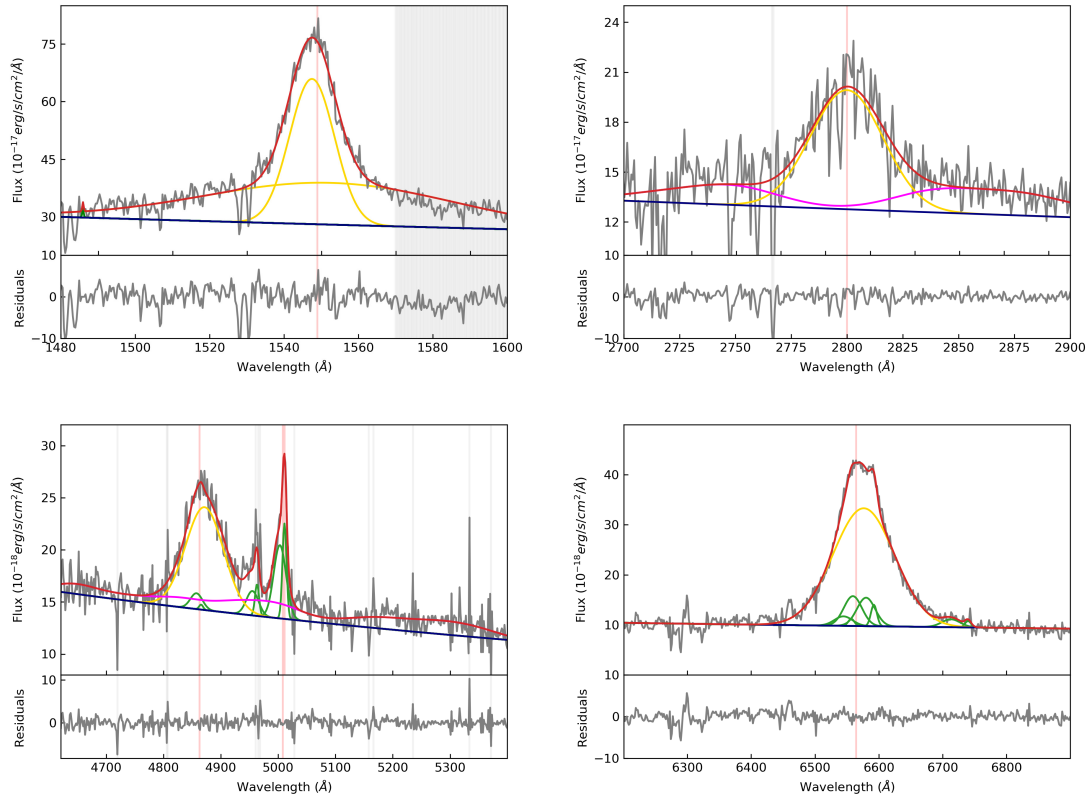 75
60
45
30
Flux (10⁻¹⁷erg/s/cm²/Å)
10
0
−10
Residuals
1480 1500 1520 1540 1560 1580 1600
Wavelength (Å)
24
21
18
15
12
Flux (10⁻¹⁷erg/s/cm²/Å)
10
0
−10
Residuals
2700 2725 2750 2775 2800 2825 2850 2875 2900
Wavelength (Å)
30
25
20
15
10
Flux (10⁻¹⁸erg/s/cm²/Å)
10
0
Residuals
4700 4800 4900 5000 5100 5200 5300
Wavelength (Å)
40
30
20
10
Flux (10⁻¹⁸erg/s/cm²/Å)
10
0
−10
Residuals
6300 6400 6500 6600 6700 6800
Wavelength (Å)